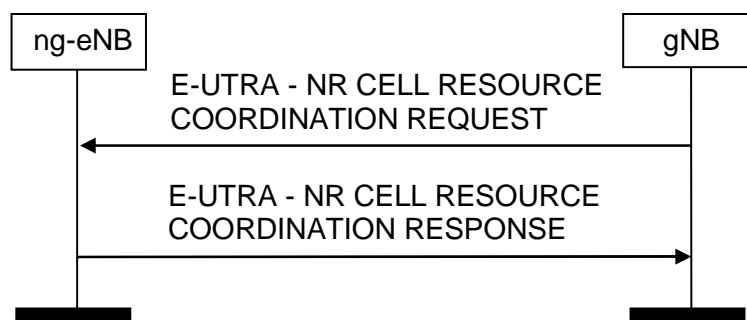 ng-eNB
gNB
E-UTRA - NR CELL RESOURCE
COORDINATION REQUEST
E-UTRA - NR CELL RESOURCE
COORDINATION RESPONSE